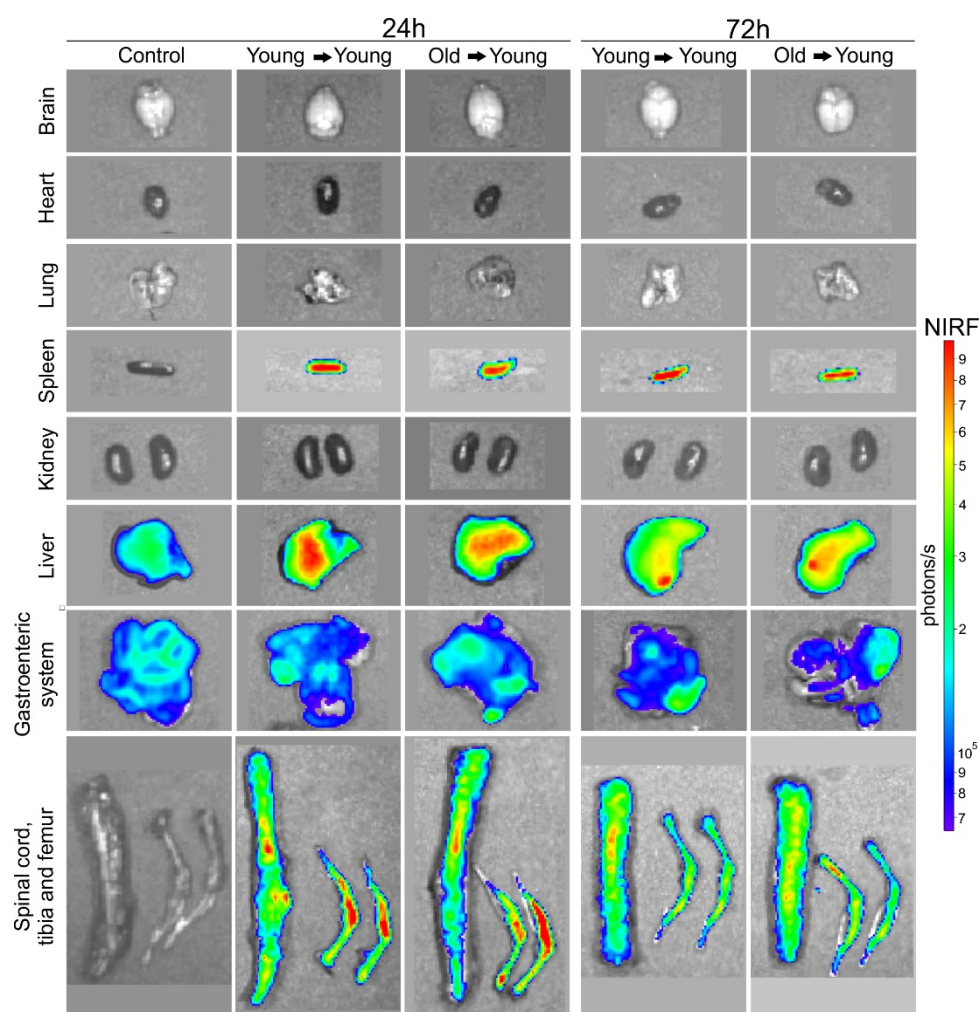 24h
72h
Control
Young → Young
Old → Young
Young → Young
Old → Young
Brain
Heart
Lung
Spleen
Kidney
Liver
Gastroenteric
system
Spinal cord,
tibia and femur
NIRF
photons/s
9
8
7
6
5
4
3
2
10⁵
9
8
7